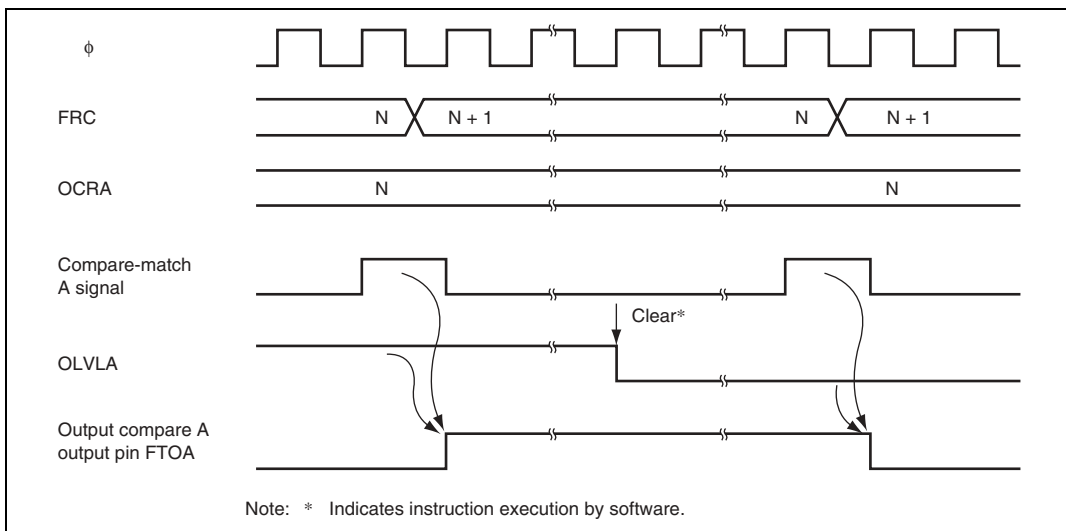 ϕ
FRC
N
N + 1
N
N + 1
OCRA
N
N
Compare-match
A signal
Clear*
OLVLA
Output compare A
output pin FTOA
Note: * Indicates instruction execution by software.